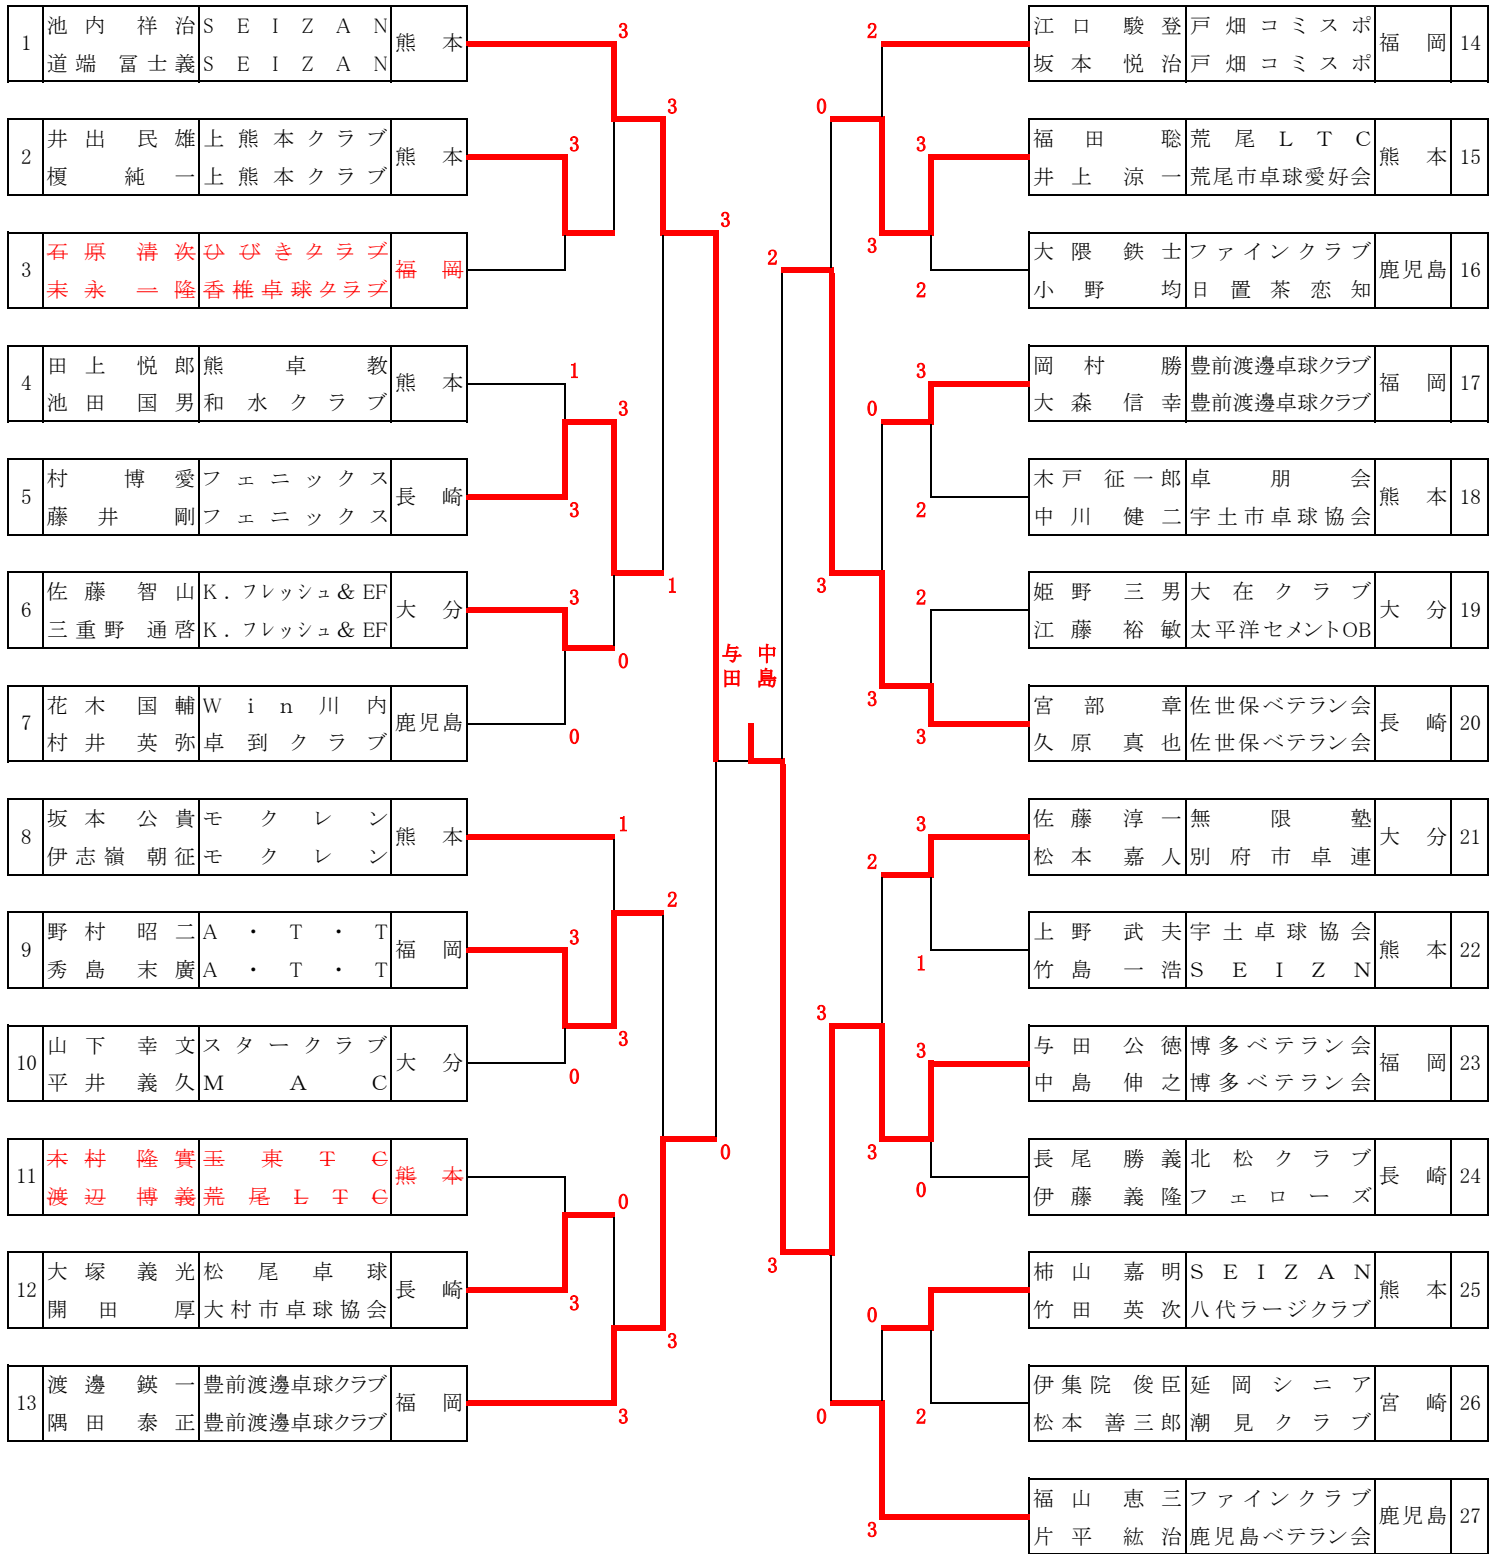 1 池内 祥治 SEIZAN 熊本
道端 冨士義 SEIZAN
2 井出 民雄 上熊本クラブ 熊本
榎 純一 上熊本クラブ
3 石原 清次 ひびきクラブ 福岡
末永 一隆 香椎卓球クラブ
4 田上 悦郎 熊卓教 熊本
池田 国男 和水クラブ
5 村 博愛 フェニックス 長崎
藤井 剛 フェニックス
6 佐藤 智山 K.フレッシュ&EF 大分
三重野 通啓 K.フレッシュ&EF
7 花木 国輔 Win川内 鹿児島
村井 英弥 卓到クラブ
8 坂本 公貴 モクレン 熊本
伊志嶺 朝征 モクレン
9 野村 昭二 A・T・T 福岡
秀島 末廣 A・T・T
10 山下 幸文 スタークラブ 大分
平井 義久 MAC
11 木村 隆實 玉東TC 熊本
渡辺 博義 荒尾LTC
12 大塚 義光 松尾卓球 長崎
開田 厚 大村市卓球協会
13 渡邊 鍈一 豊前渡邊卓球クラブ 福岡
隅田 泰正 豊前渡邊卓球クラブ
3
3
3
3
1
3
3
1
3
0
0
1
2
3
3
0
0
0
3
3
3
与田
中島
2
0
3
3
2
2
3
0
2
3
2
3
3
3
2
1
3
3
3
0
3
0
0
2
3
江口 駿登 戸畑コミスポ 福岡 14
坂本 悦治 戸畑コミスポ
福田 聡 荒尾LTC 熊本 15
井上 涼一 荒尾市卓球愛好会
大隈 鉄士 ファインクラブ 鹿児島 16
小野 均 日置茶恋知
岡村 勝 豊前渡邊卓球クラブ 福岡 17
大森 信幸 豊前渡邊卓球クラブ
木戸 征一郎 卓朋会 熊本 18
中川 健二 宇土市卓球協会
姫野 三男 大在クラブ 大分 19
江藤 裕敏 太平洋セメントOB
宮部 章 佐世保ベテラン会 長崎 20
久原 真也 佐世保ベテラン会
佐藤 淳一 無限塾 大分 21
松本 嘉人 別府市卓連
上野 武夫 宇土卓球協会 熊本 22
竹島 一浩 SEIZN
与田 公徳 博多ベテラン会 福岡 23
中島 伸之 博多ベテラン会
長尾 勝義 北松クラブ 長崎 24
伊藤 義隆 フェローズ
柿山 嘉明 SEIZAN 熊本 25
竹田 英次 八代ラージクラブ
伊集院 俊臣 延岡シニア 宮崎 26
松本 善三郎 潮見クラブ
福山 恵三 ファインクラブ 鹿児島 27
片平 紘治 鹿児島ベテラン会